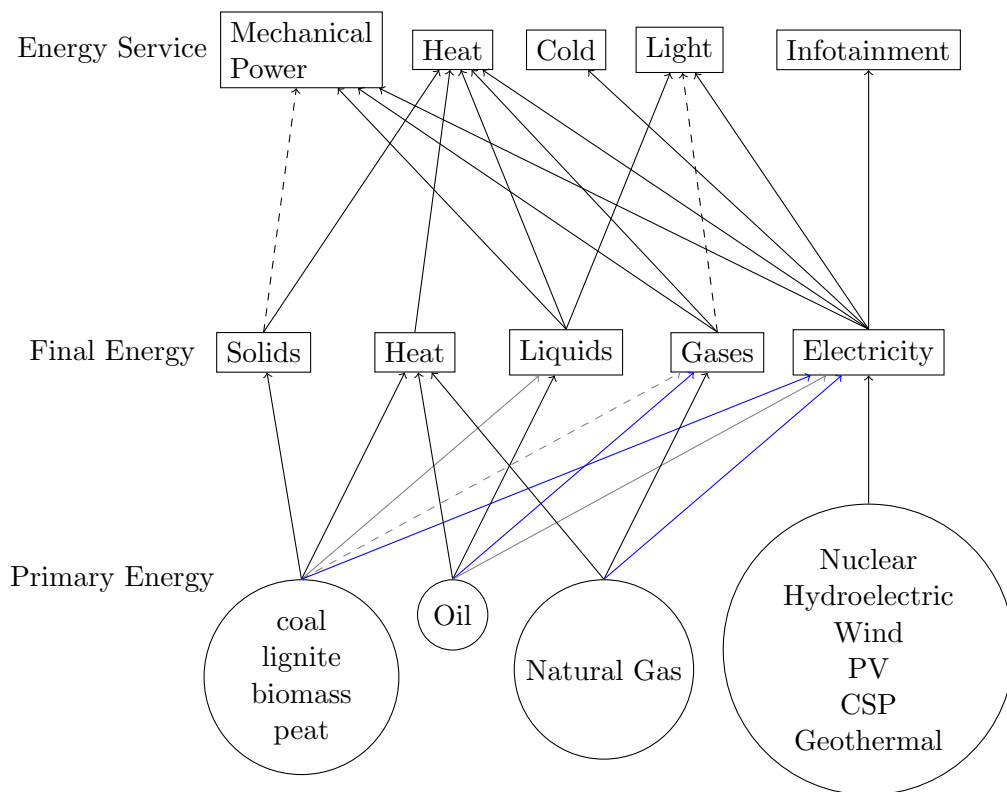 Energy Service
Mechanical
Power
Heat
Cold
Light
Infotainment
Final Energy
Solids
Heat
Liquids
Gases
Electricity
Primary Energy
coal
lignite
biomass
peat
Oil
Natural Gas
Nuclear
Hydroelectric
Wind
PV
CSP
Geothermal